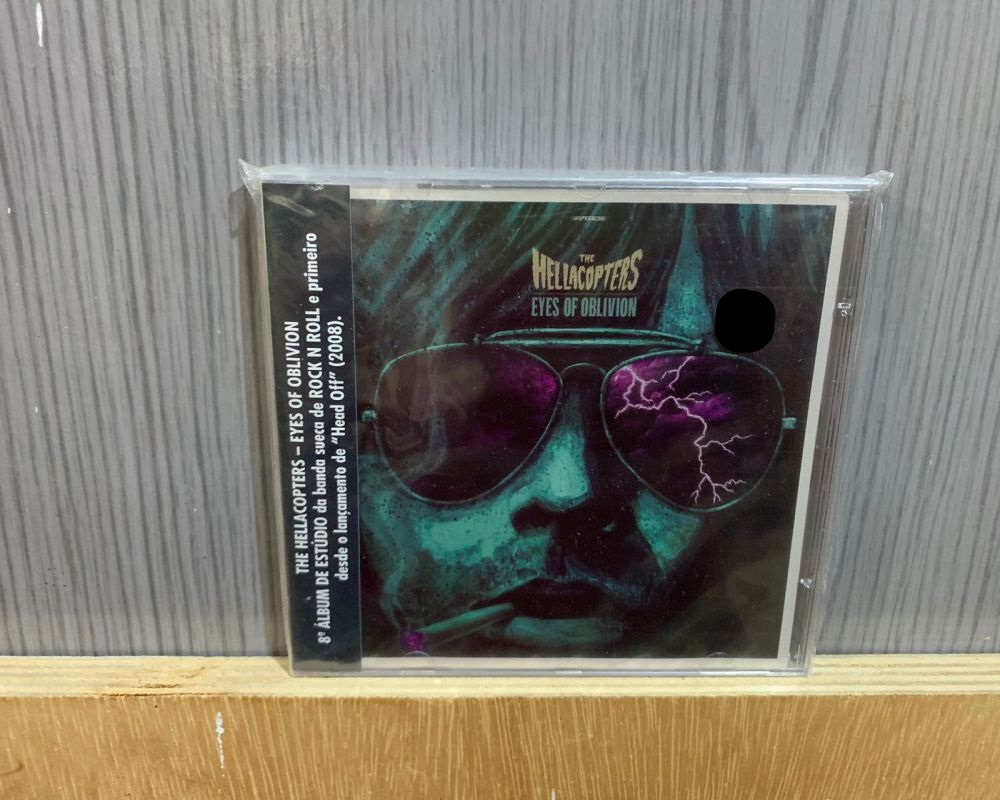 THE HELLACOPTERS – EYES OF OBLIVION
8º ÁLBUM DE ESTÚDIO da banda sueca de ROCK N ROLL e primeiro
desde o lançamento de "Head Off" (2008).
THE
HELLACOPTERS
EYES OF OBLIVION